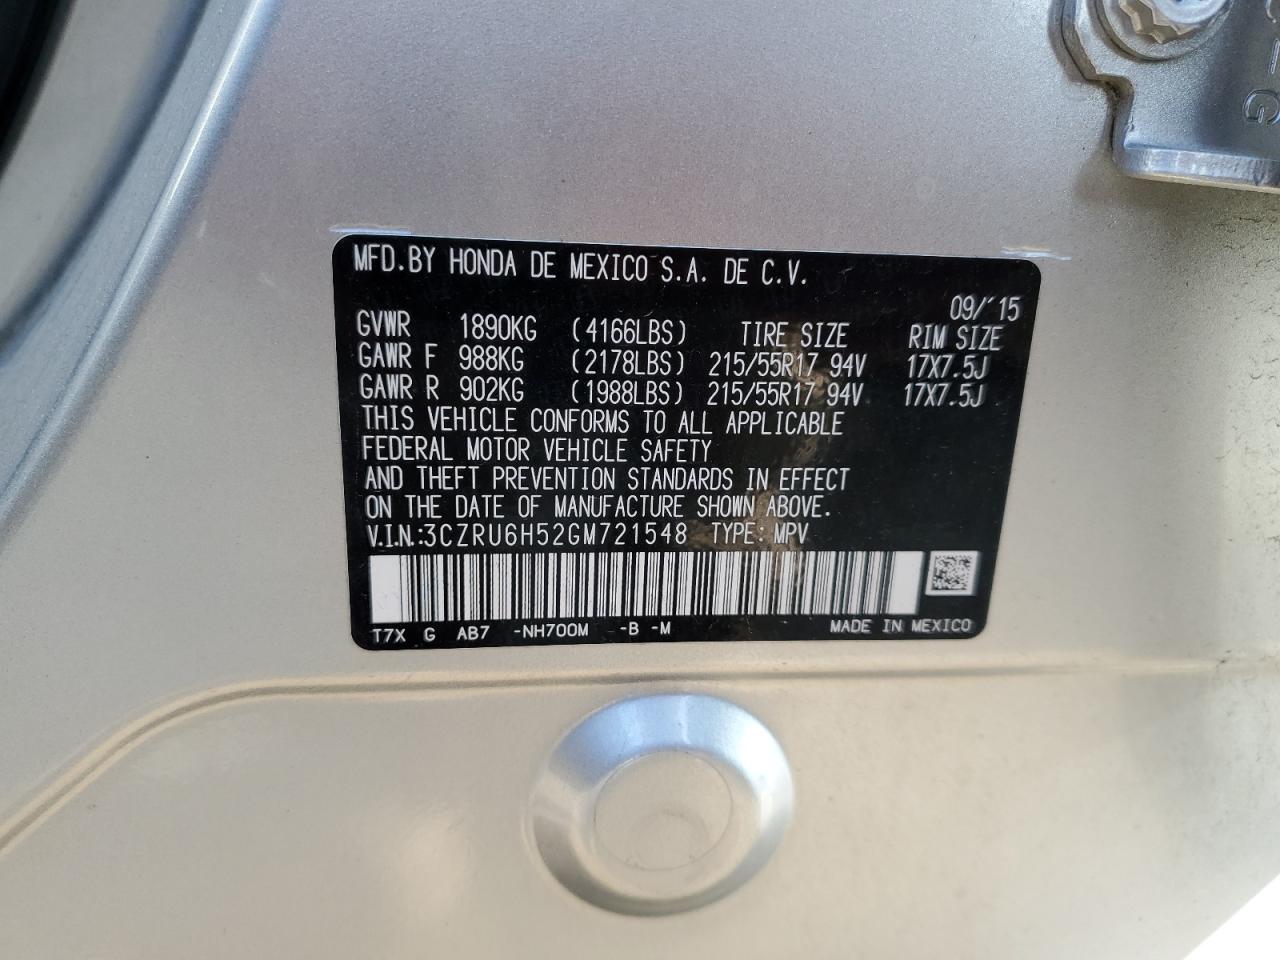 MFD.BY HONDA DE MEXICO S.A. DE C.V.
09/'15
GVWR 1890KG (4166LBS) TIRE SIZE RIM SIZE
GAWR F 988KG (2178LBS) 215/55R17 94V 17X7.5J
GAWR R 902KG (1988LBS) 215/55R17 94V 17X7.5J
THIS VEHICLE CONFORMS TO ALL APPLICABLE
FEDERAL MOTOR VEHICLE SAFETY
AND THEFT PREVENTION STANDARDS IN EFFECT
ON THE DATE OF MANUFACTURE SHOWN ABOVE.
V.I.N.:3CZRU6H52GM721548 TYPE: MPV
T7X G AB7 -NH700M -B -M MADE IN MEXICO